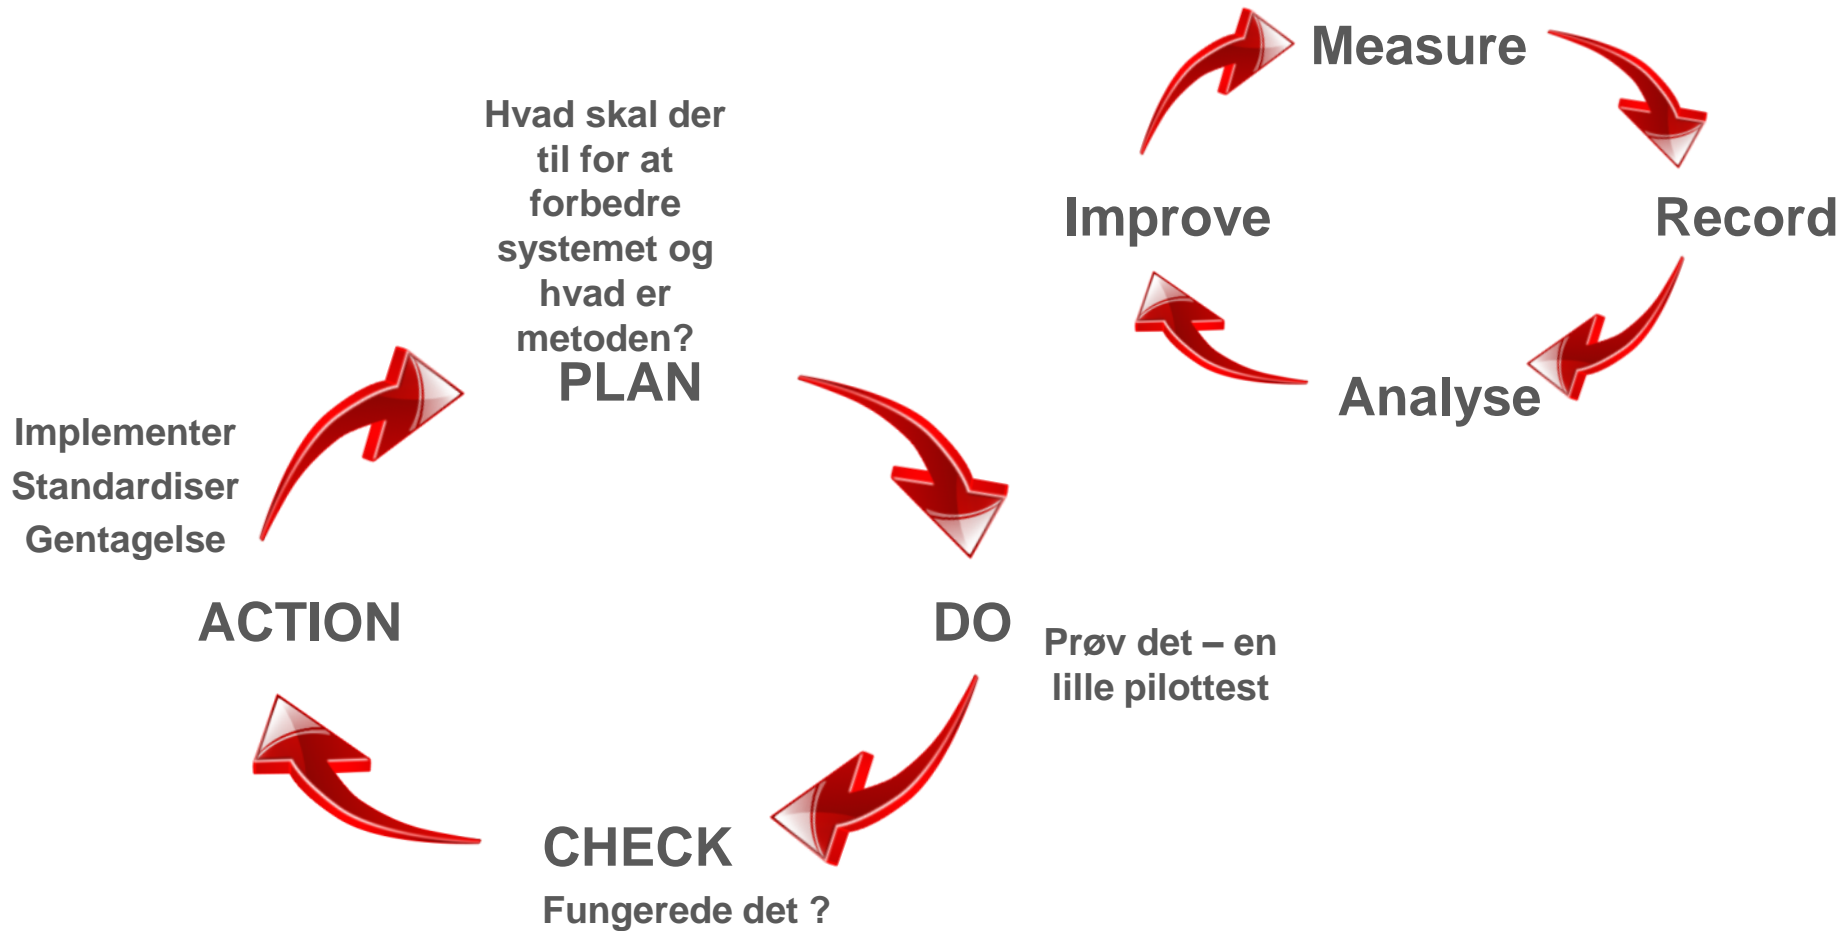 Hvad skal der
til for at
forbedre
systemet og
hvad er
metoden?
PLAN
Implementer
Standardiser
Gentagelse
ACTION
DO
Prøv det – en
lille pilottest
CHECK
Fungerede det ?
Measure
Improve
Record
Analyse